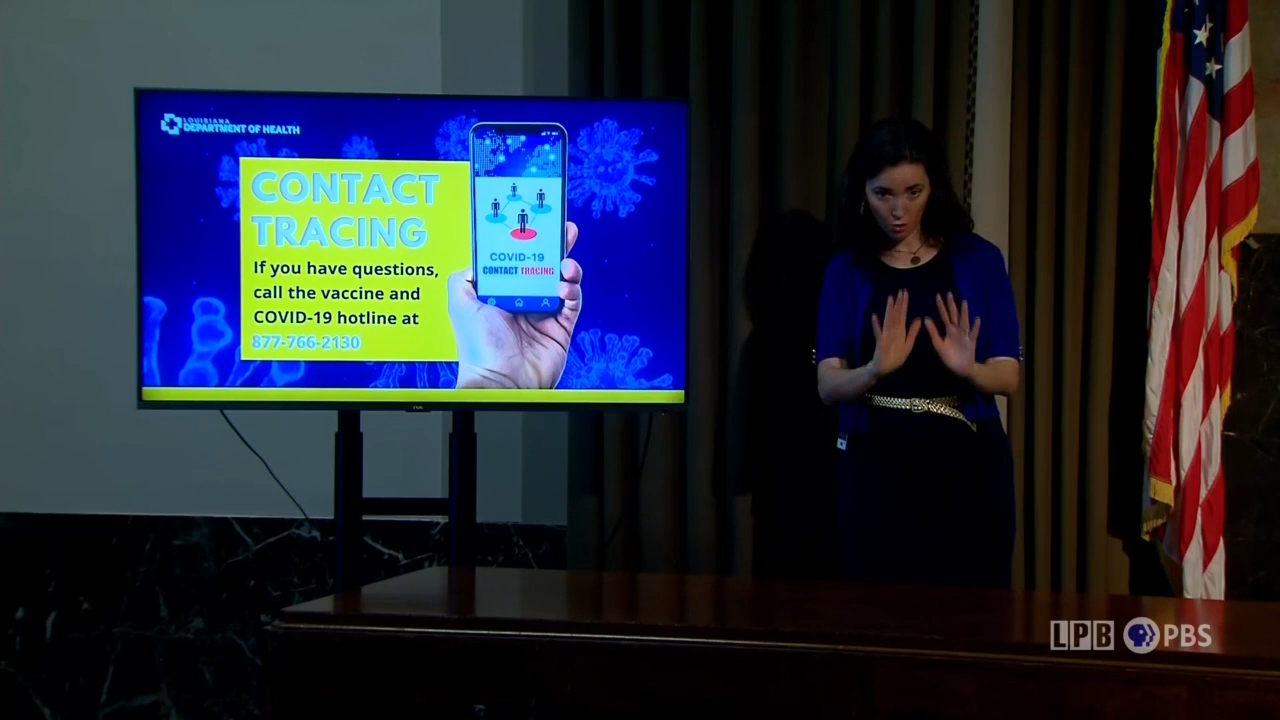 LOUISIANA
DEPARTMENT OF HEALTH
CONTACT
TRACING
If you have questions,
call the vaccine and
COVID-19 hotline at
877-766-2130
COVID-19
CONTACT TRACING
LPB PBS